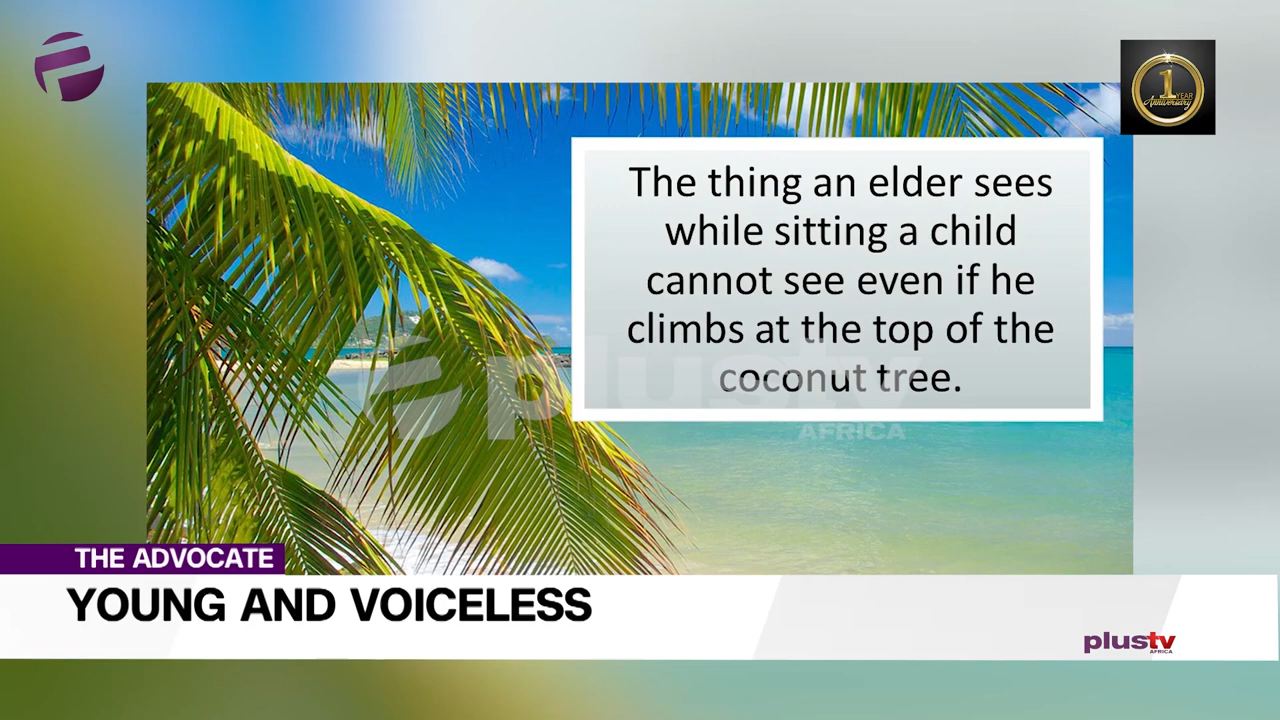 1 YEAR
Anniversary
The thing an elder sees
while sitting a child
cannot see even if he
climbs at the top of the
coconut tree.
plustv
AFRICA
THE ADVOCATE
YOUNG AND VOICELESS
plustv
AFRICA